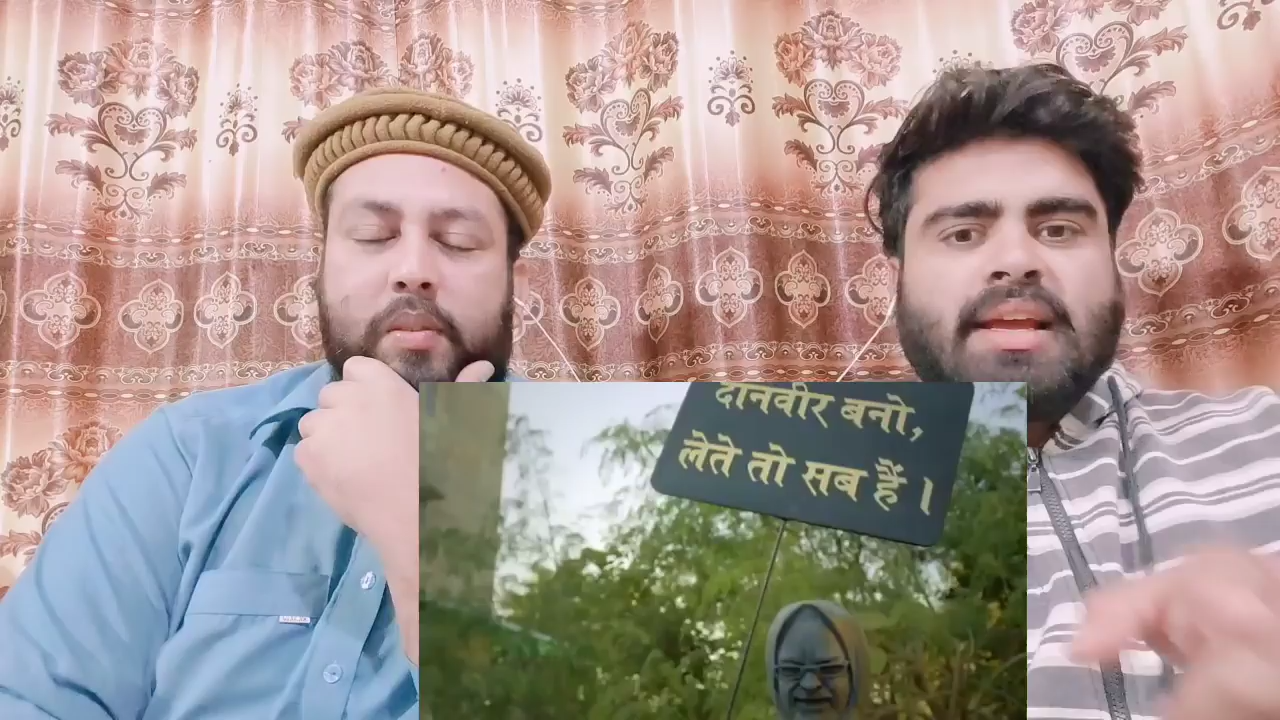 दानवीर बनो,
लेते तो सब हैं ।